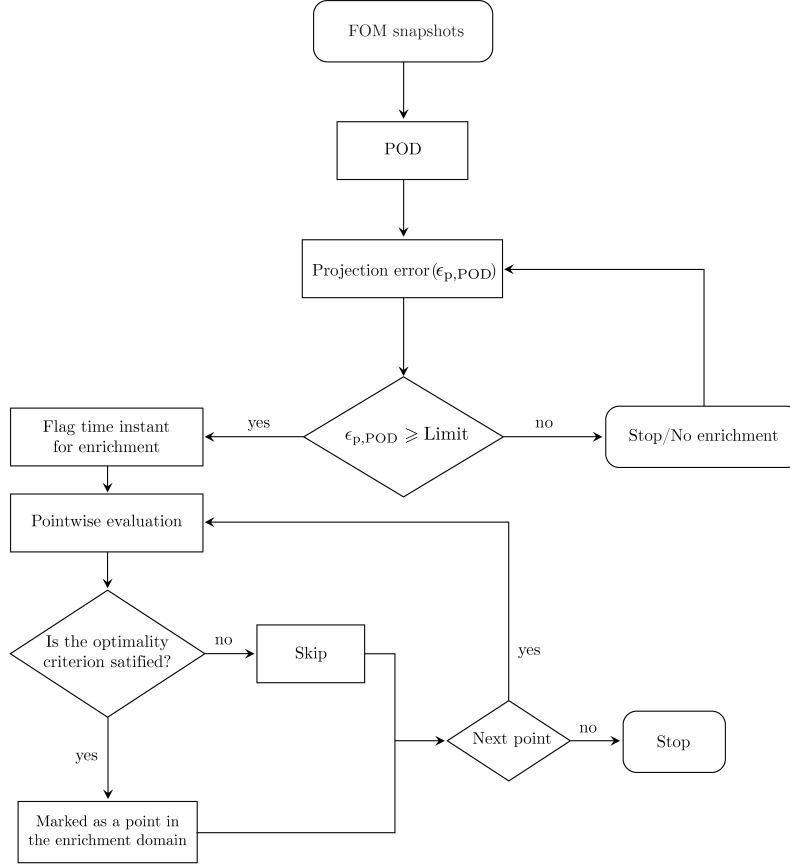 FOM snapshots
POD
Projection error(ϵp,POD)
ϵp,POD ⩾ Limit
yes
no
Flag time instant
for enrichment
Stop/No enrichment
Pointwise evaluation
Is the optimality
criterion satified?
no
Skip
yes
yes
Next point
no
Stop
Marked as a point in
the enrichment domain